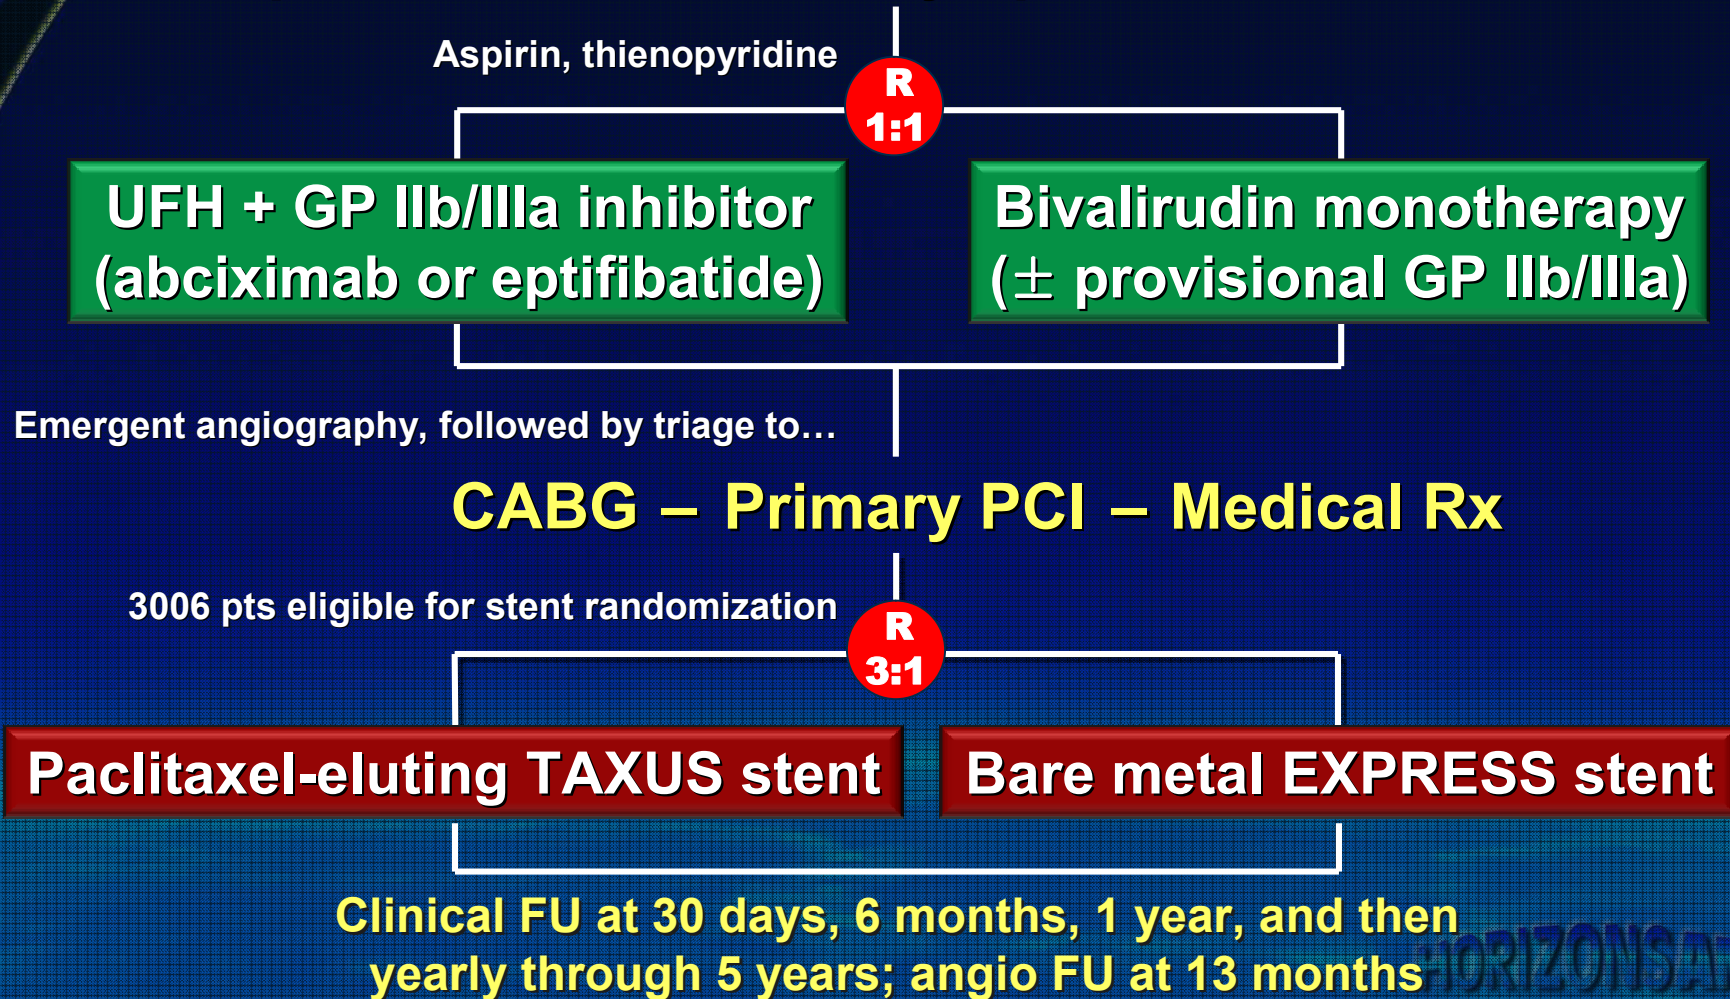 Aspirin, thienopyridine
R
1:1
UFH + GP IIb/IIIa inhibitor
(abciximab or eptifibatide)
Bivalirudin monotherapy
(± provisional GP IIb/IIIa)
Emergent angiography, followed by triage to…
CABG – Primary PCI – Medical Rx
3006 pts eligible for stent randomization
R
3:1
Paclitaxel-eluting TAXUS stent
Bare metal EXPRESS stent
Clinical FU at 30 days, 6 months, 1 year, and then
yearly through 5 years; angio FU at 13 months
HORIZONS